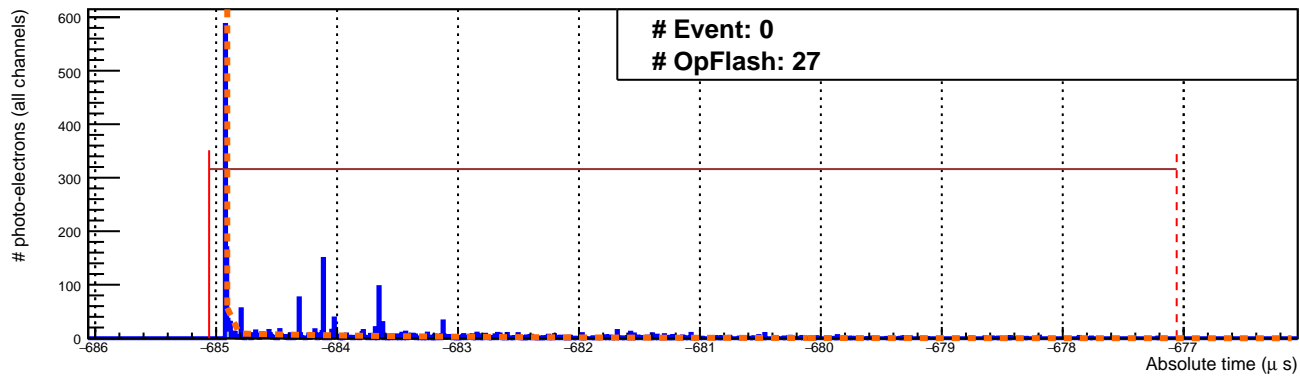 # Event: 0
# OpFlash: 27
# photo-electrons (all channels)
600
500
400
300
200
100
0
−686 −685 −684 −683 −682 −681 −680 −679 −678 −677
Absolute time (μ s)